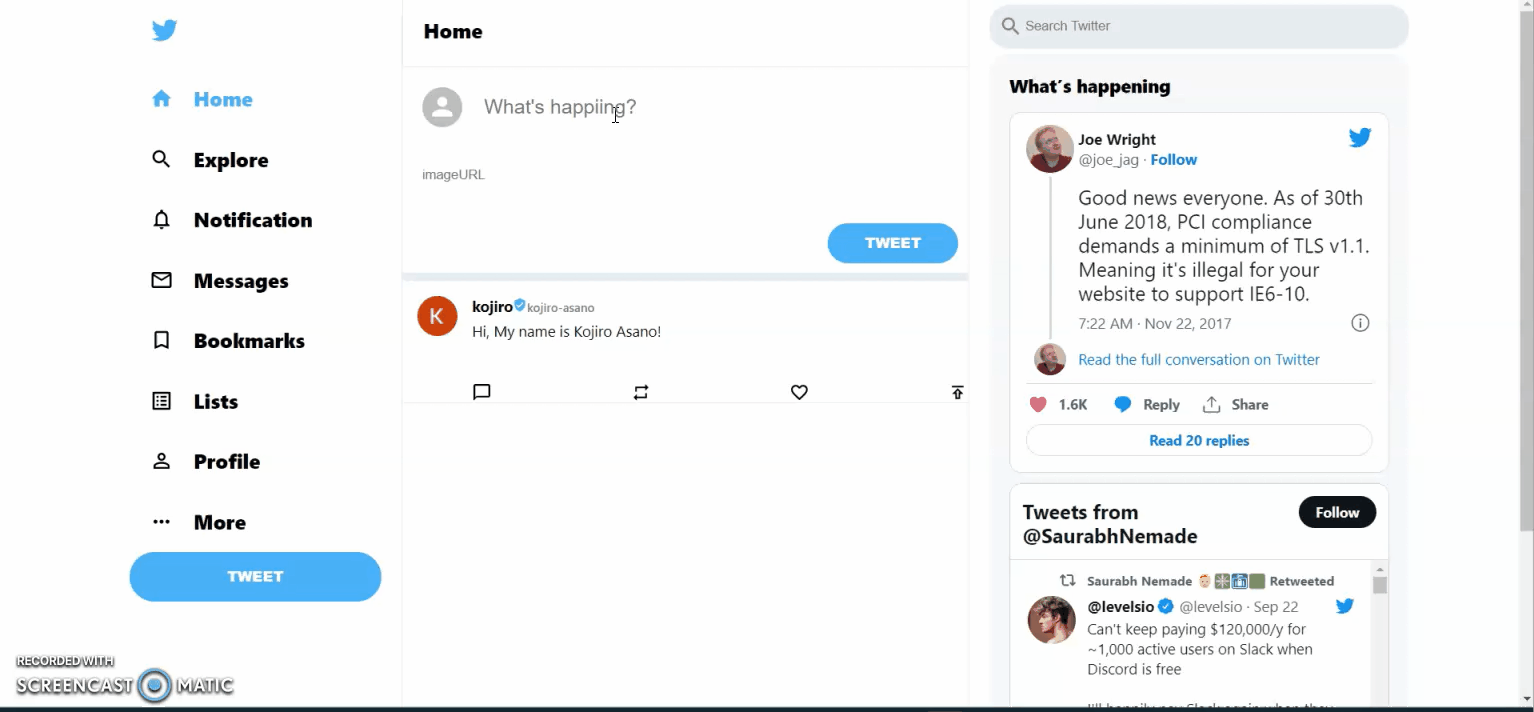 Home
Explore
Notification
Messages
Bookmarks
Lists
Profile
More
TWEET
Home
What's happiing?
imageURL
TWEET
K
kojiro kojiro-asano
Hi, My name is Kojiro Asano!
Search Twitter
What´s happening
Joe Wright
@joe_jag · Follow
Good news everyone. As of 30th
June 2018, PCI compliance
demands a minimum of TLS v1.1.
Meaning it's illegal for your
website to support IE6-10.
7:22 AM · Nov 22, 2017
Read the full conversation on Twitter
1.6K Reply Share
Read 20 replies
Tweets from
@SaurabhNemade
Follow
Saurabh Nemade Retweeted
@levelsio @levelsio · Sep 22
Can't keep paying $120,000/y for
~1,000 active users on Slack when
Discord is free
RECORDED WITH
SCREENCAST MATIC